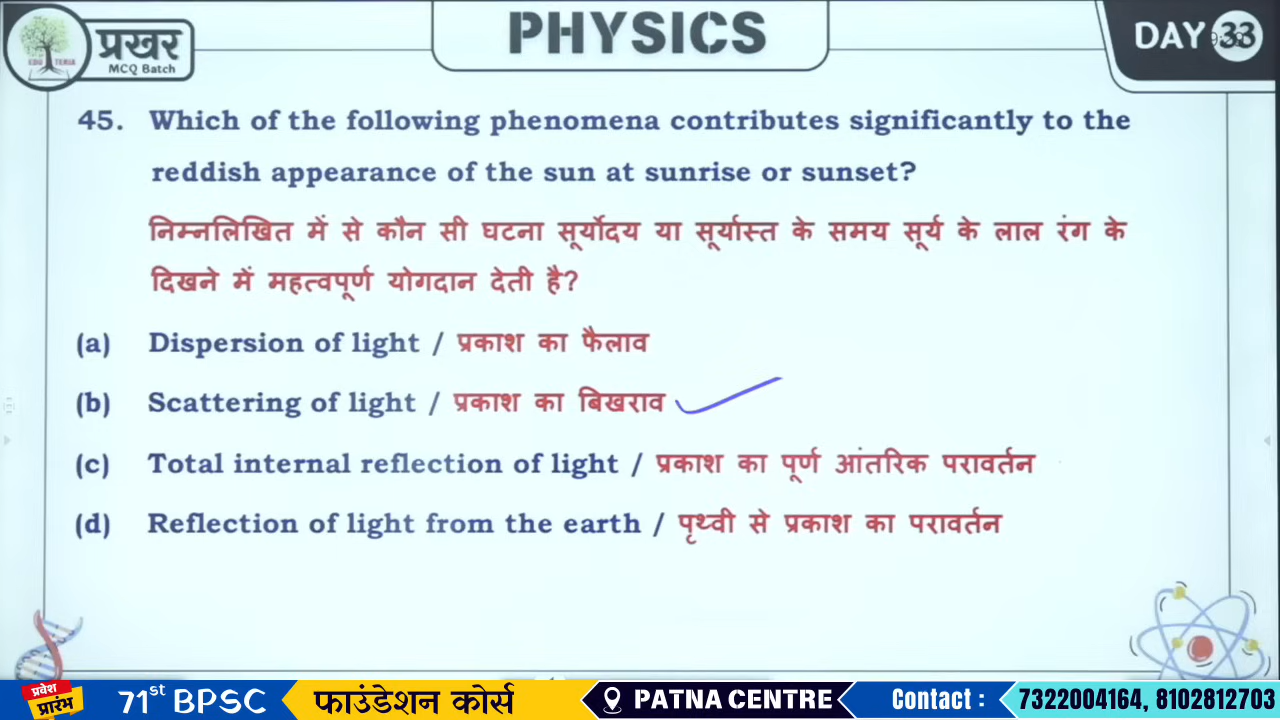 EDU TERIA
प्रखर
MCQ Batch
PHYSICS
DAY 33
45. Which of the following phenomena contributes significantly to the
reddish appearance of the sun at sunrise or sunset?
निम्नलिखित में से कौन सी घटना सूर्योदय या सूर्यास्त के समय सूर्य के लाल रंग के
दिखने में महत्वपूर्ण योगदान देती है?
(a) Dispersion of light / प्रकाश का फैलाव
(b) Scattering of light / प्रकाश का बिखराव
(c) Total internal reflection of light / प्रकाश का पूर्ण आंतरिक परावर्तन
(d) Reflection of light from the earth / पृथ्वी से प्रकाश का परावर्तन
प्रवेश
प्रारंभ
71st BPSC
फाउंडेशन कोर्स
PATNA CENTRE
Contact :
7322004164, 8102812703